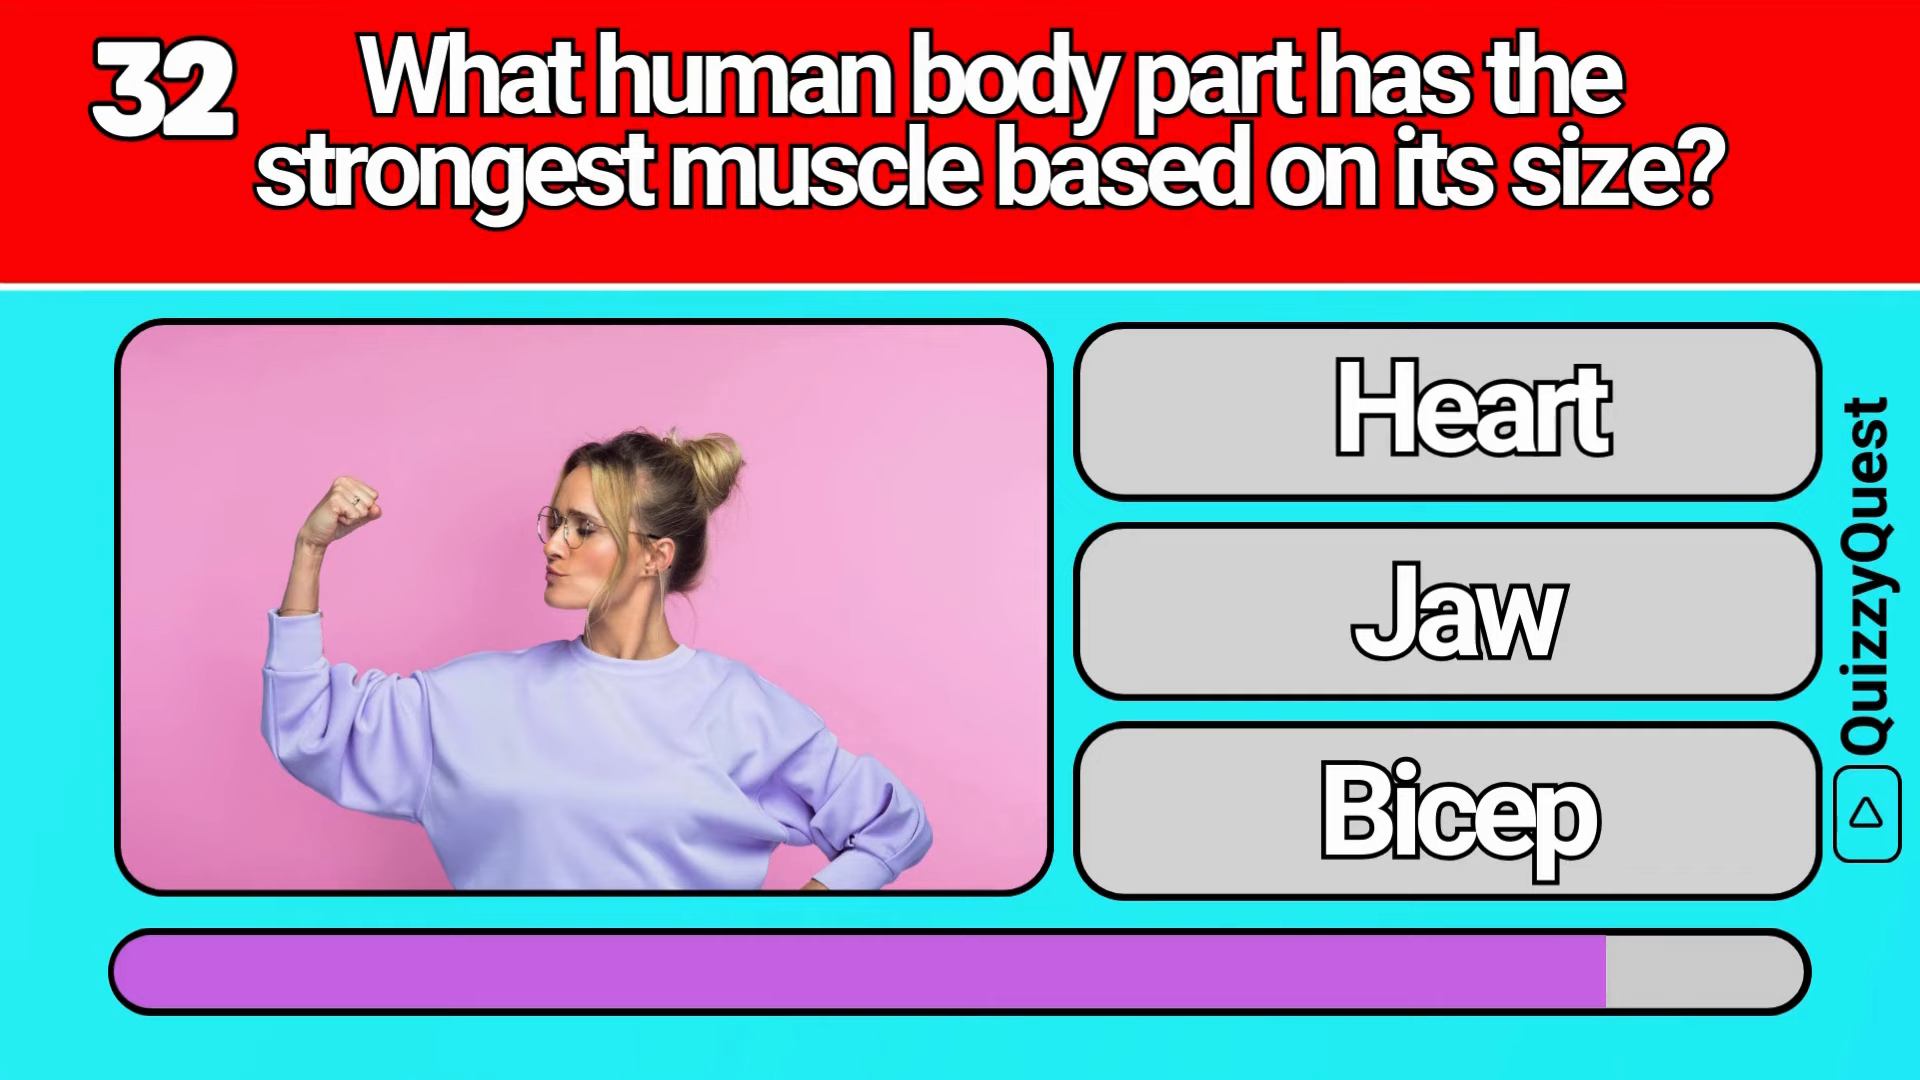 32
What human body part has the
strongest muscle based on its size?
Heart
Jaw
Bicep
QuizzyQuest